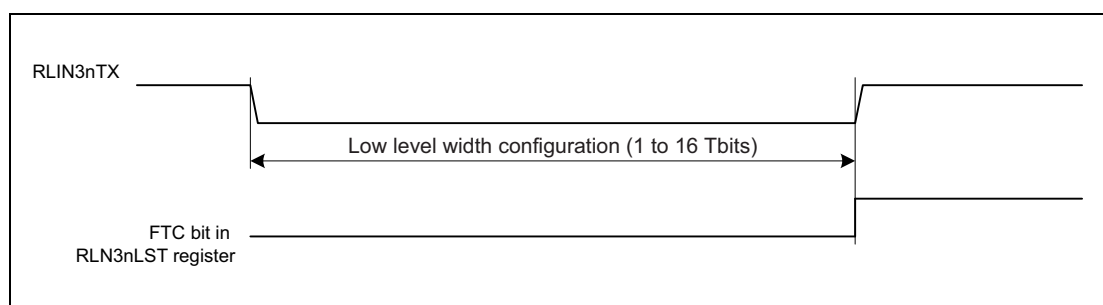 RLIN3nTX
Low level width configuration (1 to 16 Tbits)
FTC bit in
RLN3nLST register